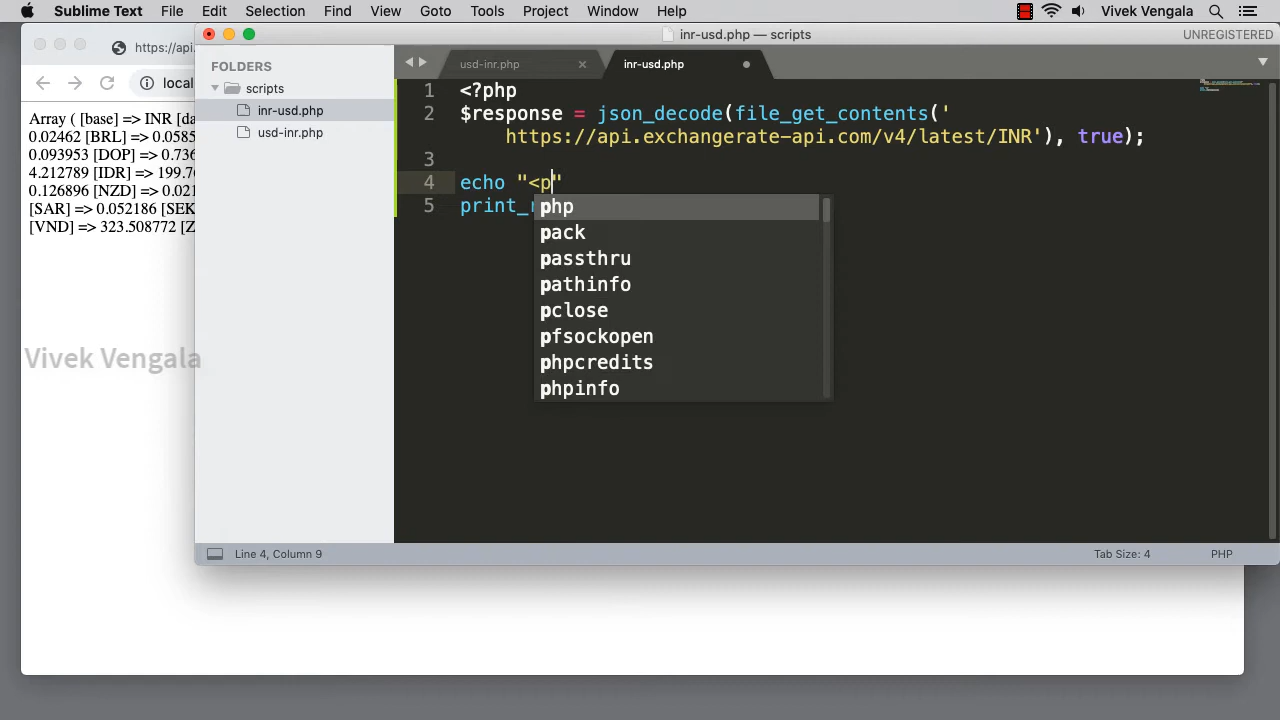 Sublime Text File Edit Selection Find View Goto Tools Project Window Help Vivek Vengala
inr-usd.php — scripts
UNREGISTERED
https://api.
local
Array ( [base] => INR [da
0.02462 [BRL] => 0.0585
0.093953 [DOP] => 0.736
4.212789 [IDR] => 199.76
0.126896 [NZD] => 0.021
[SAR] => 0.052186 [SEK
[VND] => 323.508772 [Z
FOLDERS
scripts
inr-usd.php
usd-inr.php
usd-inr.php
inr-usd.php
1 <?php
2 $response = json_decode(file_get_contents('
https://api.exchangerate-api.com/v4/latest/INR'), true);
3
4 echo "<p"
5 print_
php
pack
passthru
pathinfo
pclose
pfsockopen
phpcredits
phpinfo
Vivek Vengala
Line 4, Column 9
Tab Size: 4
PHP